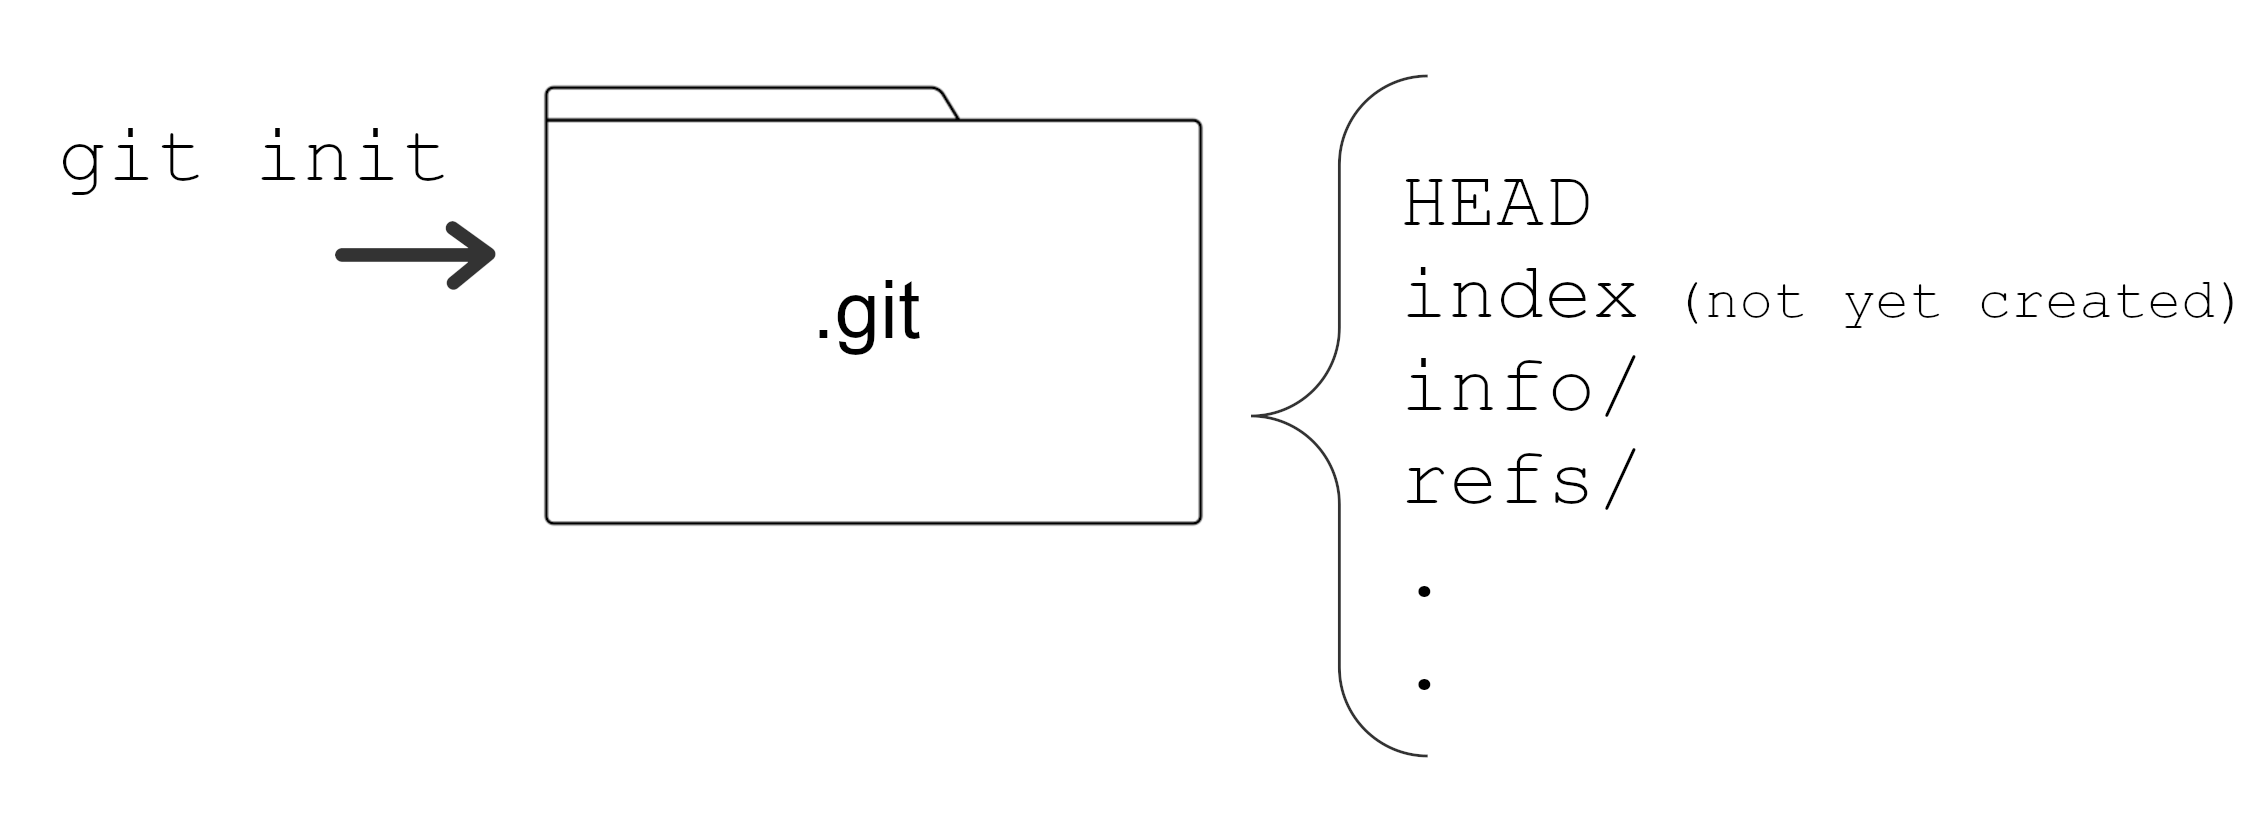 git init
.git
HEAD
index (not yet created)
info/
refs/
.
.